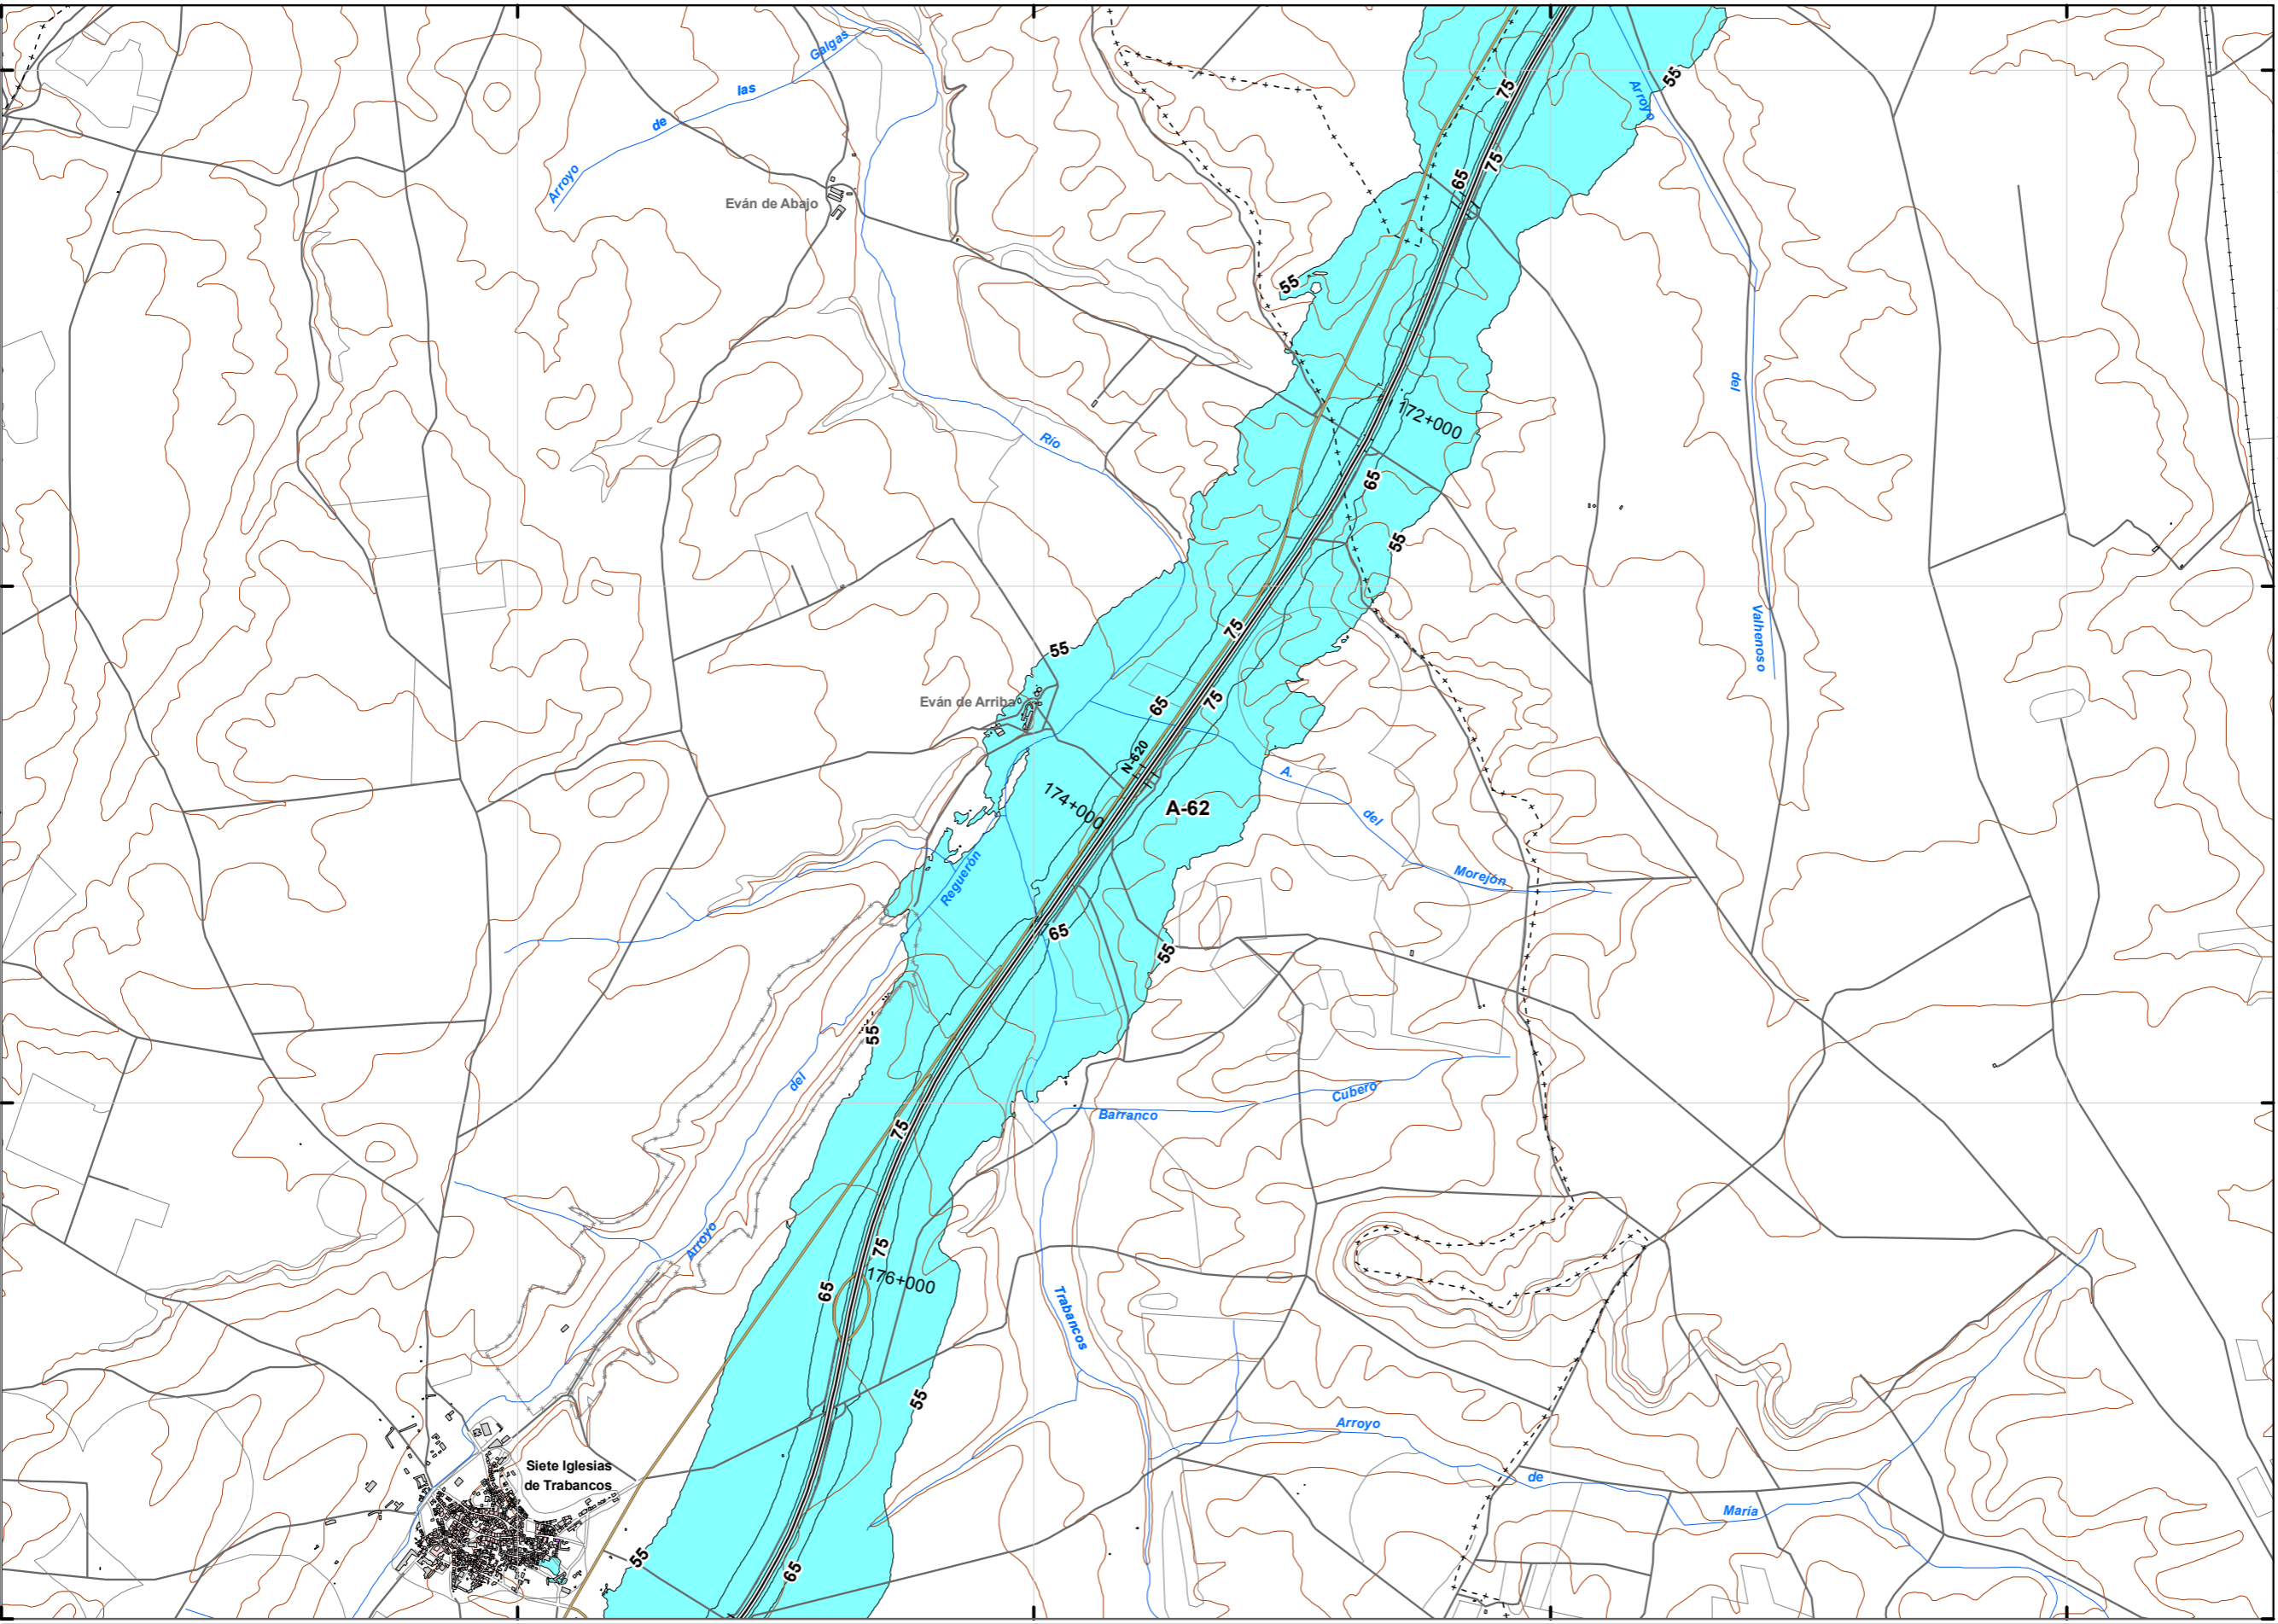 Galgas
las
de
Arroyo
Eván de Abajo
75
55
Arroyo
75
65
55
172+000
del
Río
65
55
75
55
Valhenoso
Eván de Arriba
65
75
N-620
A.
174+000
A-62
del
Reguerón
Morejón
65
55
55
del
Cubero
Barranco
75
Arroyo
75
176+000
65
Trabancos
55
Arroyo
Siete Iglesias
de Trabancos
de
María
55
65